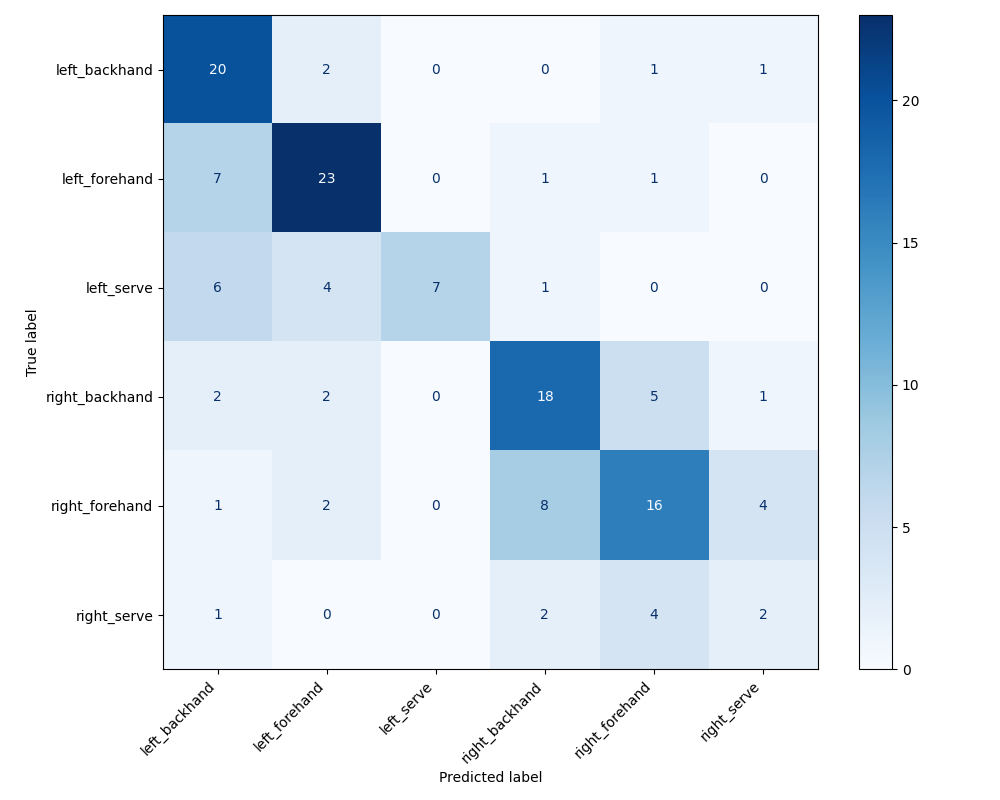 left_backhand 20 2 0 0 1 1
left_forehand 7 23 0 1 1 0
left_serve 6 4 7 1 0 0
right_backhand 2 2 0 18 5 1
right_forehand 1 2 0 8 16 4
right_serve 1 0 0 2 4 2
True label
left_backhand left_forehand left_serve right_backhand right_forehand right_serve
Predicted label
20
15
10
5
0